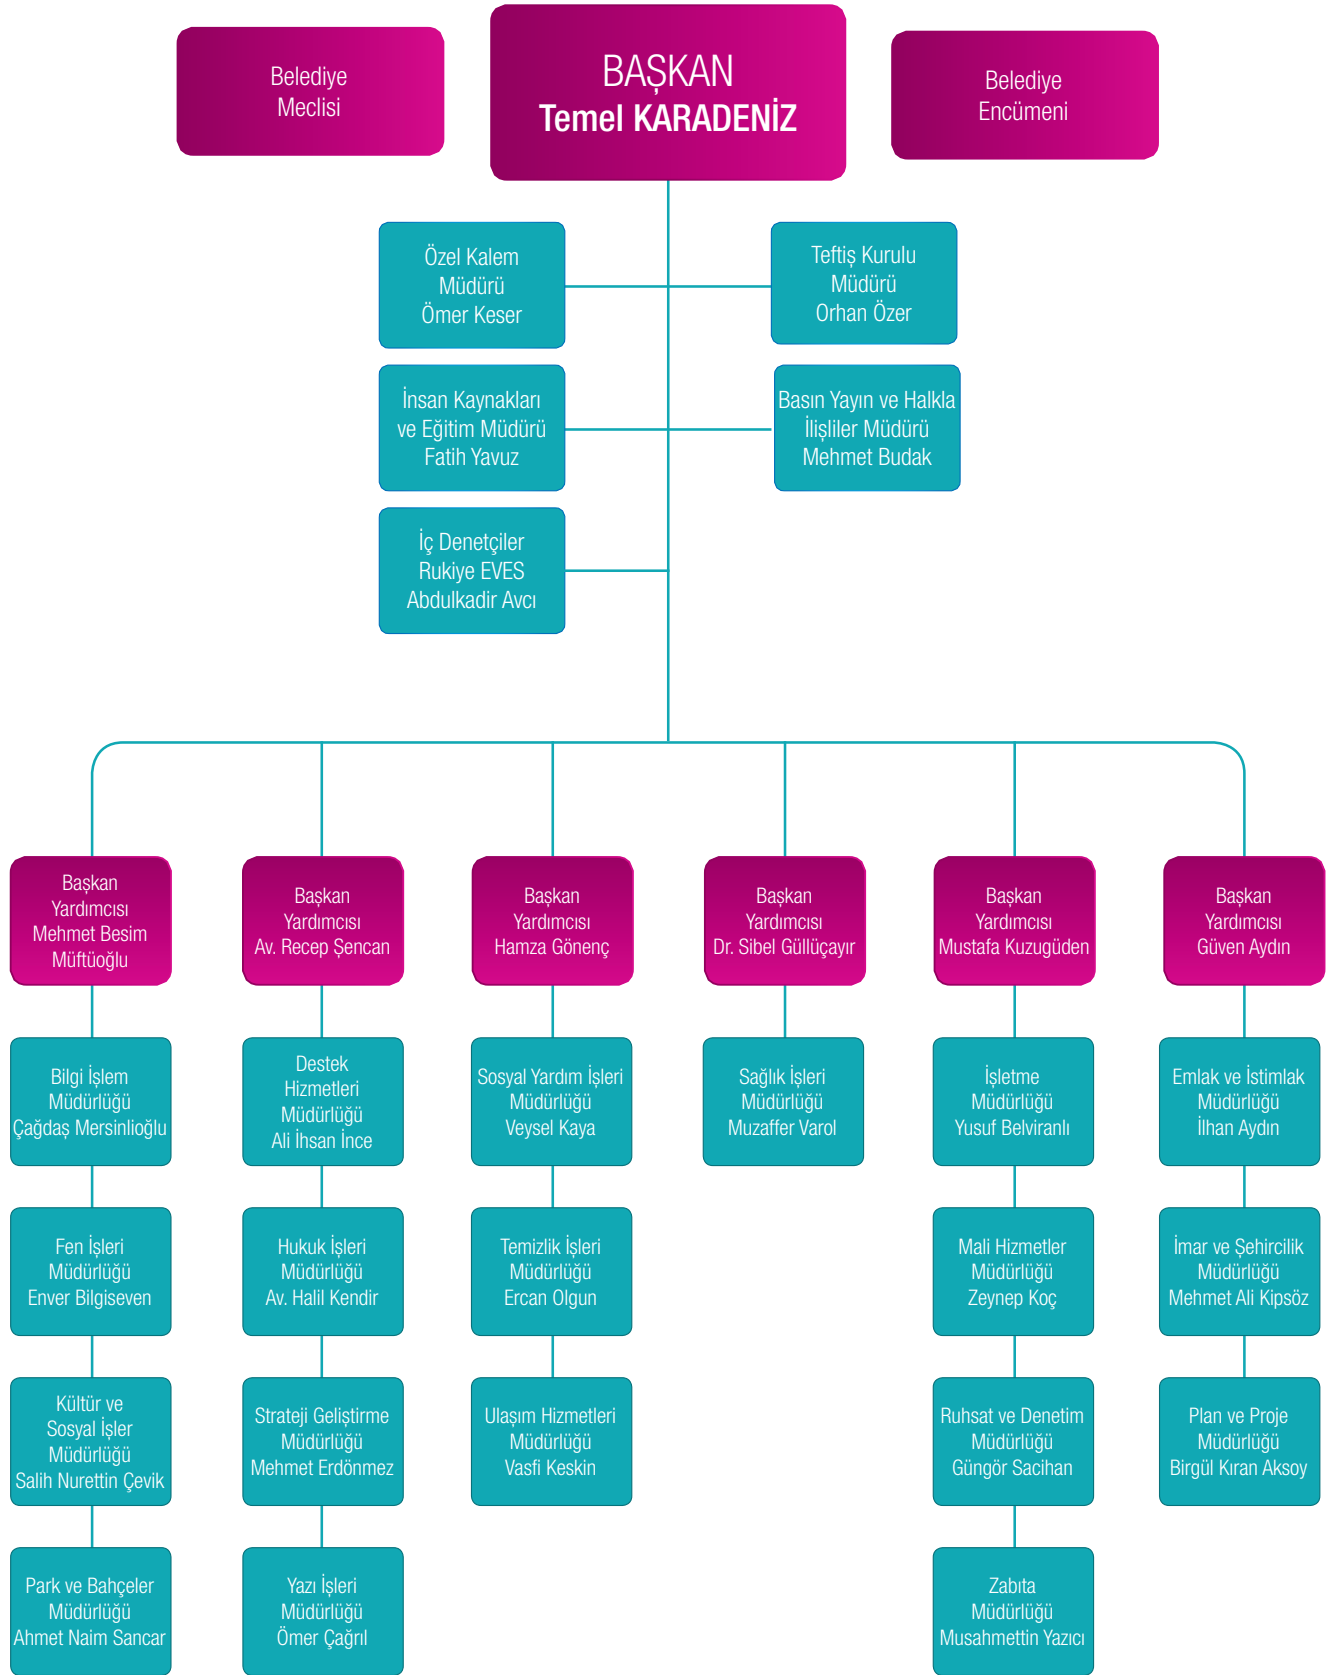 Belediye
Meclisi
BAŞKAN
Temel KARADENİZ
Belediye
Encümeni
Özel Kalem
Müdürü
Ömer Keser
Teftiş Kurulu
Müdürü
Orhan Özer
İnsan Kaynakları
ve Eğitim Müdürü
Fatih Yavuz
Basın Yayın ve Halkla
İlişliler Müdürü
Mehmet Budak
İç Denetçiler
Rukiye EVES
Abdulkadir Avcı
Başkan
Yardımcısı
Mehmet Besim
Müftüoğlu
Başkan
Yardımcısı
Av. Recep Şencan
Başkan
Yardımcısı
Hamza Gönenç
Başkan
Yardımcısı
Dr. Sibel Güllüçayır
Başkan
Yardımcısı
Mustafa Kuzugüden
Başkan
Yardımcısı
Güven Aydın
Bilgi İşlem
Müdürlüğü
Çağdaş Mersinlioğlu
Destek
Hizmetleri
Müdürlüğü
Ali İhsan İnce
Sosyal Yardım İşleri
Müdürlüğü
Veysel Kaya
Sağlık İşleri
Müdürlüğü
Muzaffer Varol
İşletme
Müdürlüğü
Yusuf Belviranlı
Emlak ve İstimlak
Müdürlüğü
İlhan Aydın
Fen İşleri
Müdürlüğü
Enver Bilgiseven
Hukuk İşleri
Müdürlüğü
Av. Halil Kendir
Temizlik İşleri
Müdürlüğü
Ercan Olgun
Mali Hizmetler
Müdürlüğü
Zeynep Koç
İmar ve Şehircilik
Müdürlüğü
Mehmet Ali Kipsöz
Kültür ve
Sosyal İşler
Müdürlüğü
Salih Nurettin Çevik
Strateji Geliştirme
Müdürlüğü
Mehmet Erdönmez
Ulaşım Hizmetleri
Müdürlüğü
Vasfi Keskin
Ruhsat ve Denetim
Müdürlüğü
Güngör Sacihan
Plan ve Proje
Müdürlüğü
Birgül Kıran Aksoy
Park ve Bahçeler
Müdürlüğü
Ahmet Naim Sancar
Yazı İşleri
Müdürlüğü
Ömer Çağrıl
Zabıta
Müdürlüğü
Musahmettin Yazıcı